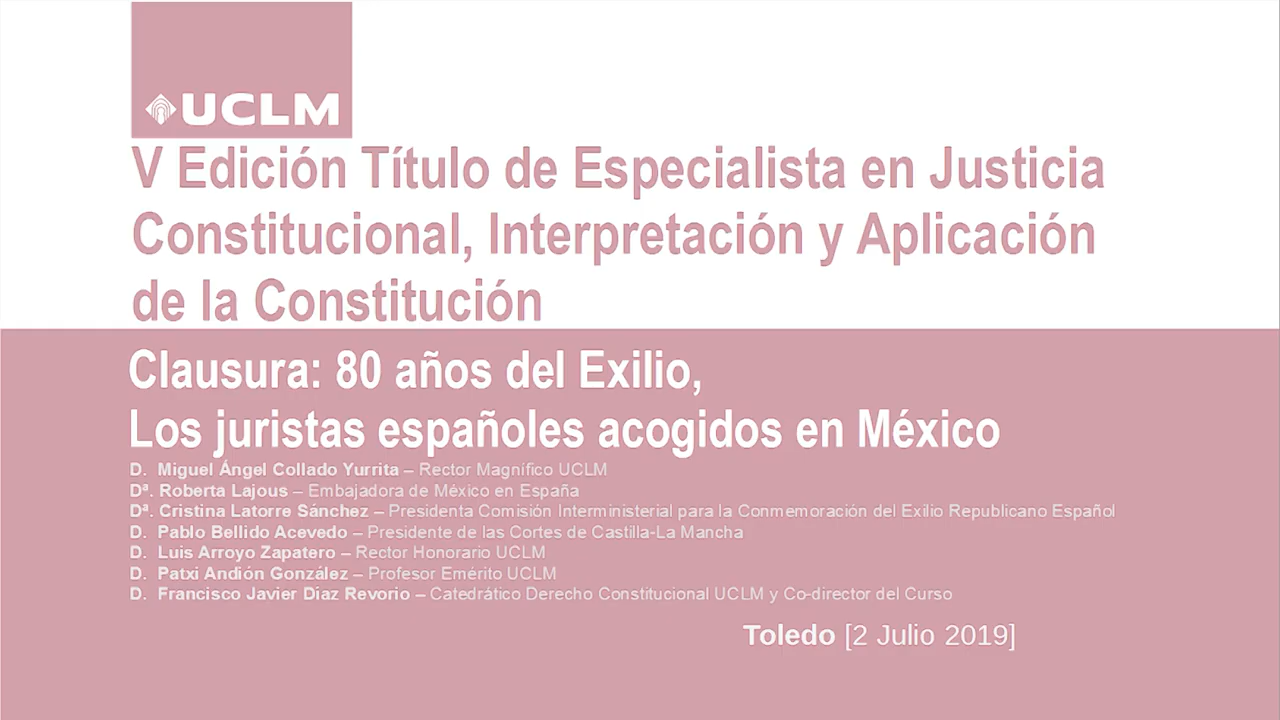 UCLM
V Edición Título de Especialista en Justicia
Constitucional, Interpretación y Aplicación
de la Constitución
Clausura: 80 años del Exilio,
Los juristas españoles acogidos en México
D. Miguel Ángel Collado Yurrita – Rector Magnífico UCLM
Dª. Roberta Lajous – Embajadora de México en España
Dª. Cristina Latorre Sánchez – Presidenta Comisión Interministerial para la Conmemoración del Exilio Republicano Español
D. Pablo Bellido Acevedo – Presidente de las Cortes de Castilla-La Mancha
D. Luis Arroyo Zapatero – Rector Honorario UCLM
D. Patxi Andión González – Profesor Emérito UCLM
D. Francisco Javier Díaz Revorio – Catedrático Derecho Constitucional UCLM y Co-director del Curso
Toledo [2 Julio 2019]